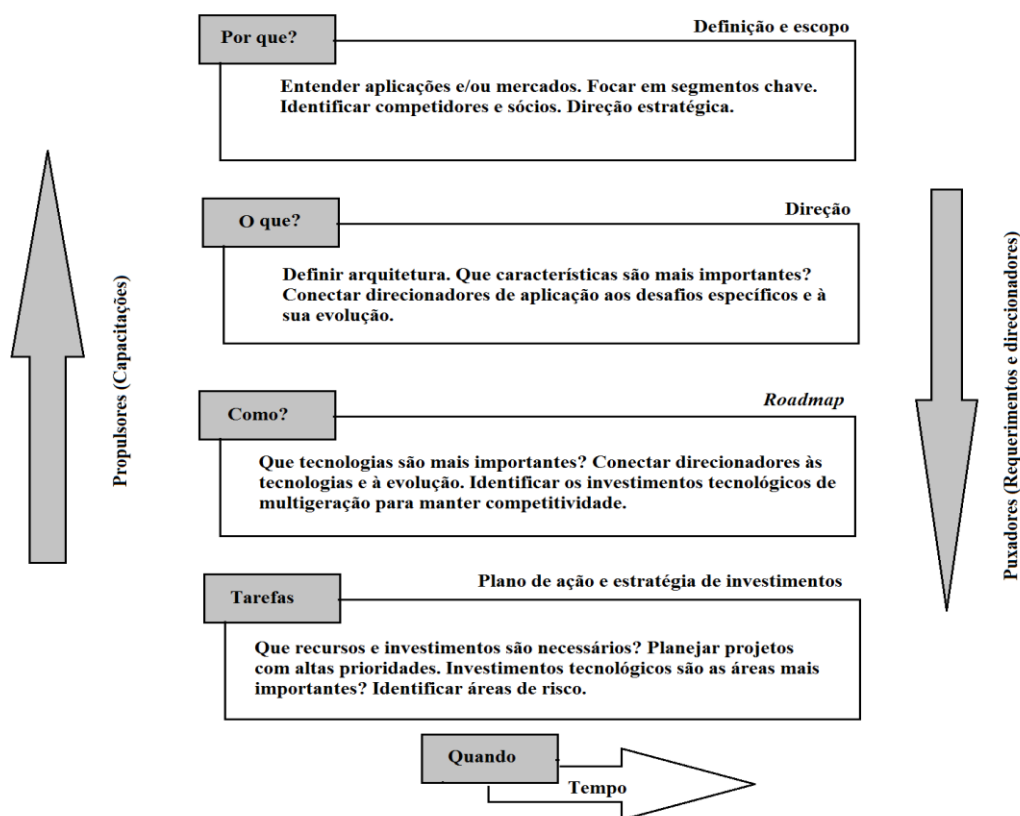 Por que?
Definição e escopo
Entender aplicações e/ou mercados. Focar em segmentos chave.
Identificar competidores e sócios. Direção estratégica.
O que?
Direção
Definir arquitetura. Que características são mais importantes?
Conectar direcionadores de aplicação aos desafios específicos e à
sua evolução.
Como?
Roadmap
Que tecnologias são mais importantes? Conectar direcionadores às
tecnologias e à evolução. Identificar os investimentos tecnológicos de
multigeração para manter competitividade.
Tarefas
Plano de ação e estratégia de investimentos
Que recursos e investimentos são necessários? Planejar projetos
com altas prioridades. Investimentos tecnológicos são as áreas mais
importantes? Identificar áreas de risco.
Quando
Tempo
Propulsores (Capacitações)
Puxadores (Requerimentos e direcionadores)